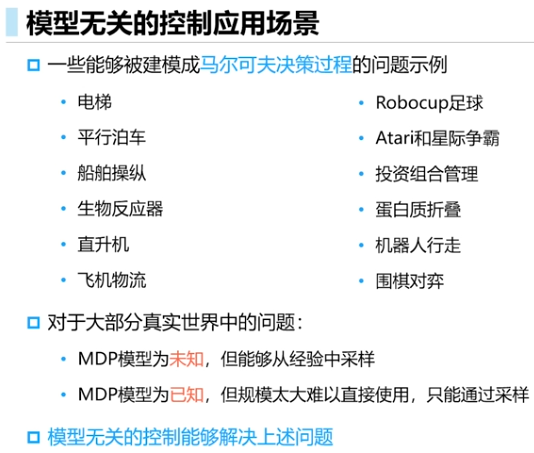 模型无关的控制应用场景
一些能够被建模成马尔可夫决策过程的问题示例
电梯
平行泊车
船舶操纵
生物反应器
直升机
飞机物流
Robocup足球
Atari和星际争霸
投资组合管理
蛋白质折叠
机器人行走
围棋对弈
对于大部分真实世界中的问题：
MDP模型为未知，但能够从经验中采样
MDP模型为已知，但规模太大难以直接使用，只能通过采样
模型无关的控制能够解决上述问题